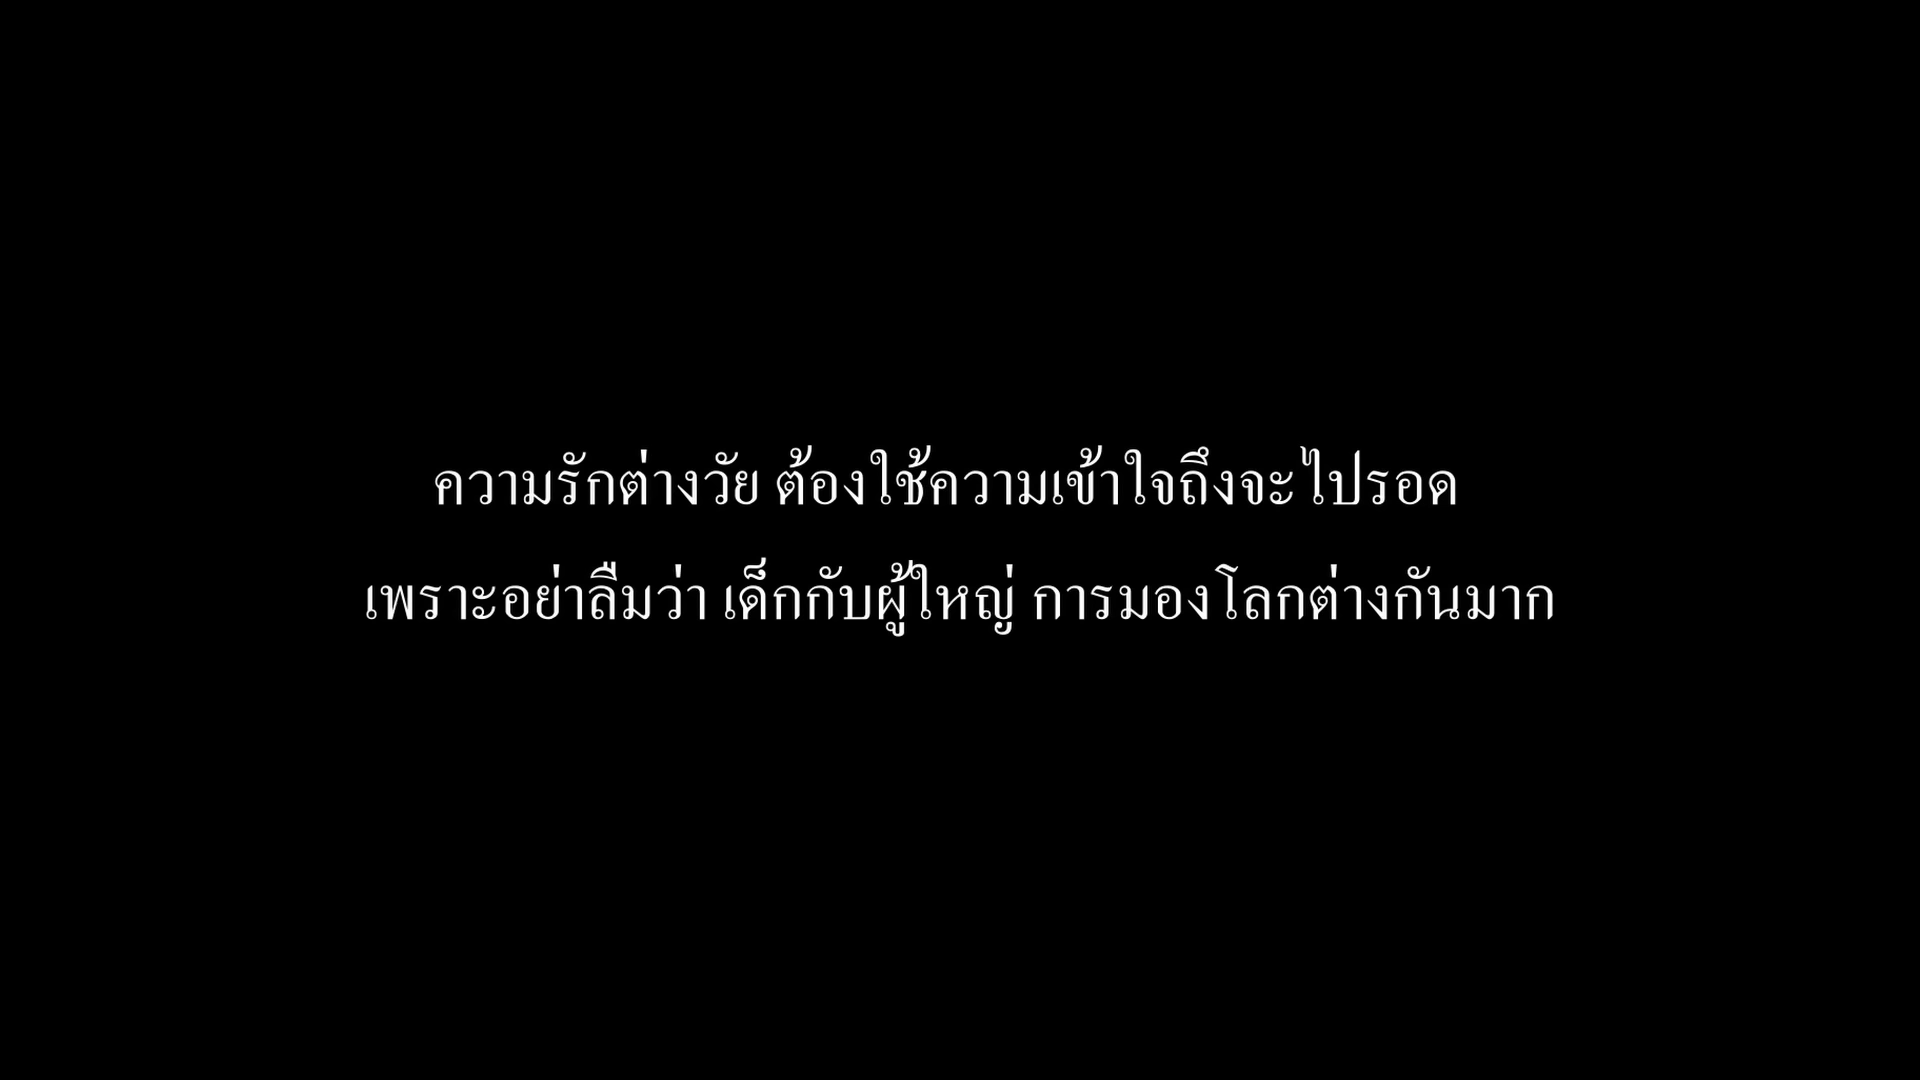 ความรักต่างวัย ต้องใช้ความเข้าใจถึงจะไปรอด
เพราะอย่าลืมว่า เด็กกับผู้ใหญ่ การมองโลกต่างกันมาก